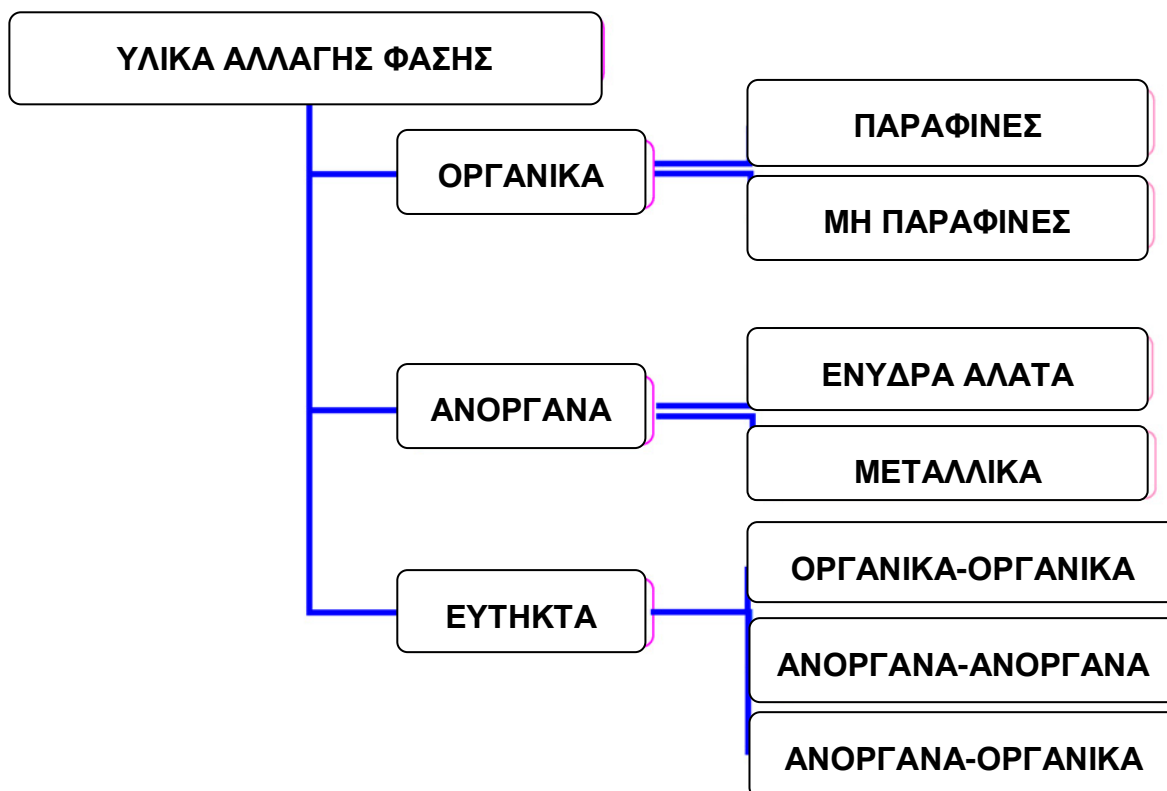 ΥΛΙΚΑ ΑΛΛΑΓΗΣ ΦΑΣΗΣ
ΟΡΓΑΝΙΚΑ
ΠΑΡΑΦΙΝΕΣ
ΜΗ ΠΑΡΑΦΙΝΕΣ
ΑΝΟΡΓΑΝΑ
ΕΝΥΔΡΑ ΑΛΑΤΑ
ΜΕΤΑΛΛΙΚΑ
ΕΥΤΗΚΤΑ
ΟΡΓΑΝΙΚΑ-ΟΡΓΑΝΙΚΑ
ΑΝΟΡΓΑΝΑ-ΑΝΟΡΓΑΝΑ
ΑΝΟΡΓΑΝΑ-ΟΡΓΑΝΙΚΑ